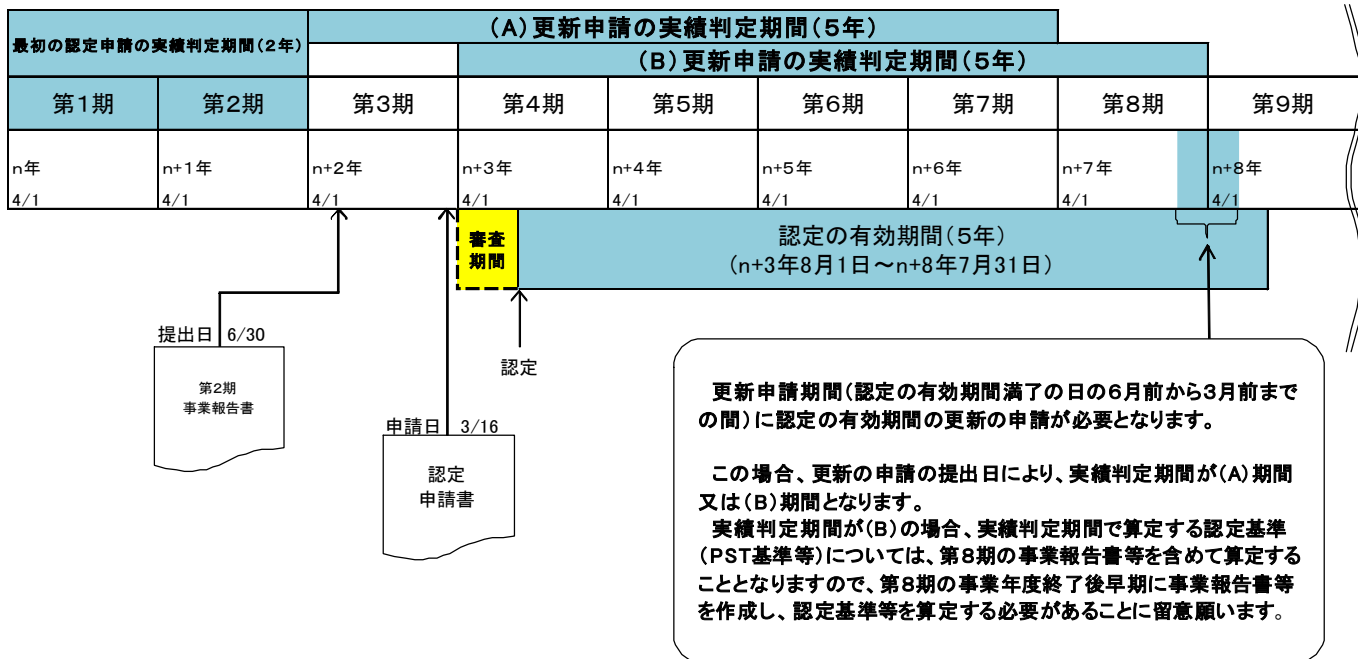 最初の認定申請の実績判定期間(2年)
(A)更新申請の実績判定期間(5年)
(B)更新申請の実績判定期間(5年)
第1期 第2期 第3期 第4期 第5期 第6期 第7期 第8期 第9期
n年 n+1年 n+2年 n+3年 n+4年 n+5年 n+6年 n+7年 n+8年
4/1 4/1 4/1 4/1 4/1 4/1 4/1 4/1 4/1
審査
期間
認定の有効期間(5年)
(n+3年8月1日~n+8年7月31日)
提出日 6/30
第2期
事業報告書
申請日 3/16
認定
申請書
認定
更新申請期間(認定の有効期間満了の日の6月前から3月前まで
の間)に認定の有効期間の更新の申請が必要となります。
この場合、更新の申請の提出日により、実績判定期間が(A)期間
又は(B)期間となります。
実績判定期間が(B)の場合、実績判定期間で算定する認定基準
(PST基準等)については、第8期の事業報告書等を含めて算定する
こととなりますので、第8期の事業年度終了後早期に事業報告書等
を作成し、認定基準等を算定する必要があることに留意願います。